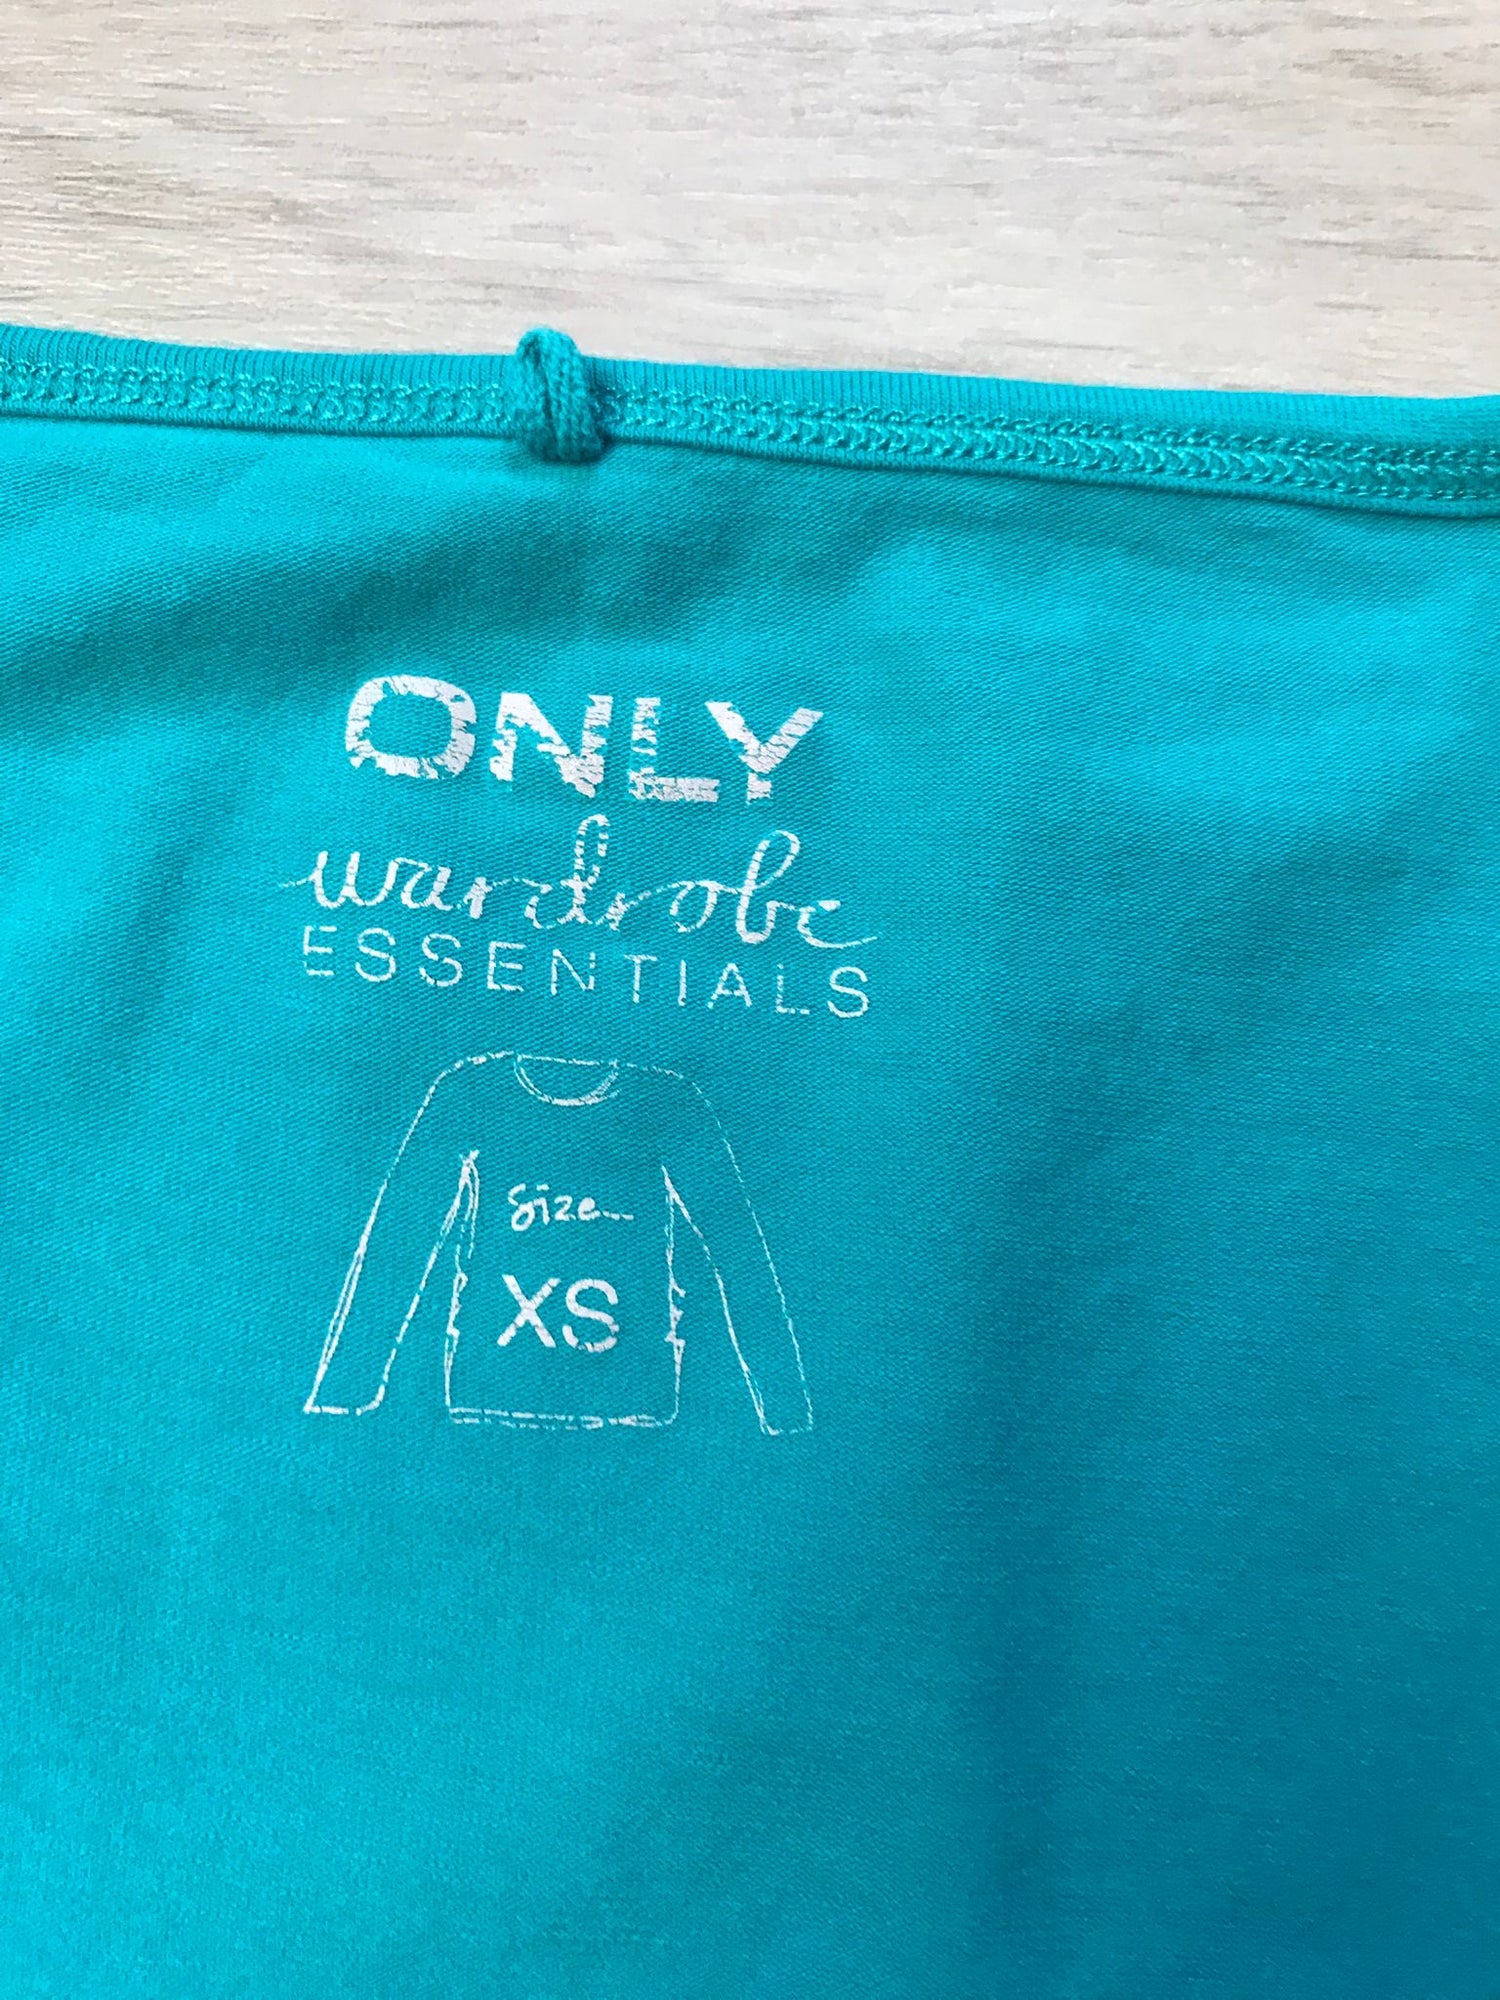 ONLY
wardrobe
ESSENTIALS
size
XS